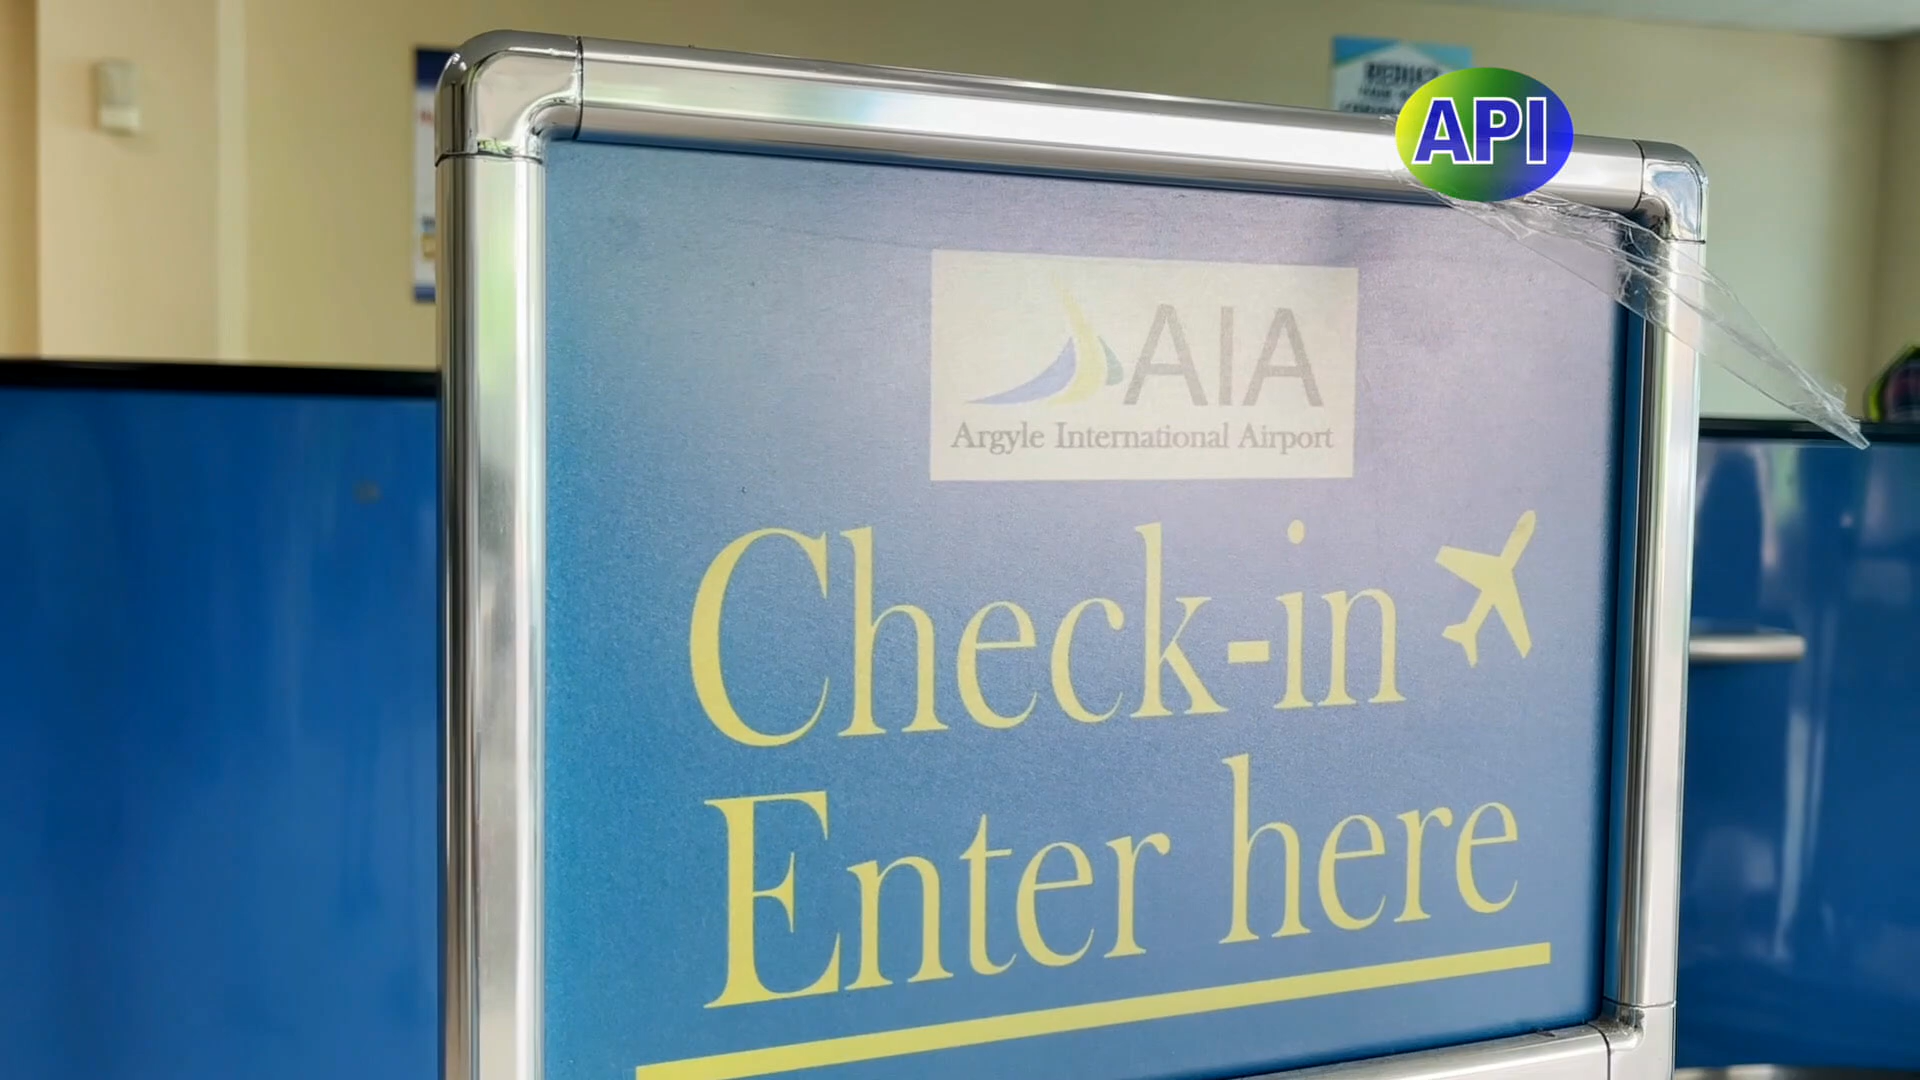 API
AIA
Argyle International Airport
Check-in
Enter here